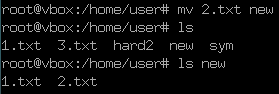 root@vbox:/home/user# mv 2.txt new
root@vbox:/home/user# ls
1.txt  3.txt  hard2  new  sym
root@vbox:/home/user# ls new
1.txt  2.txt